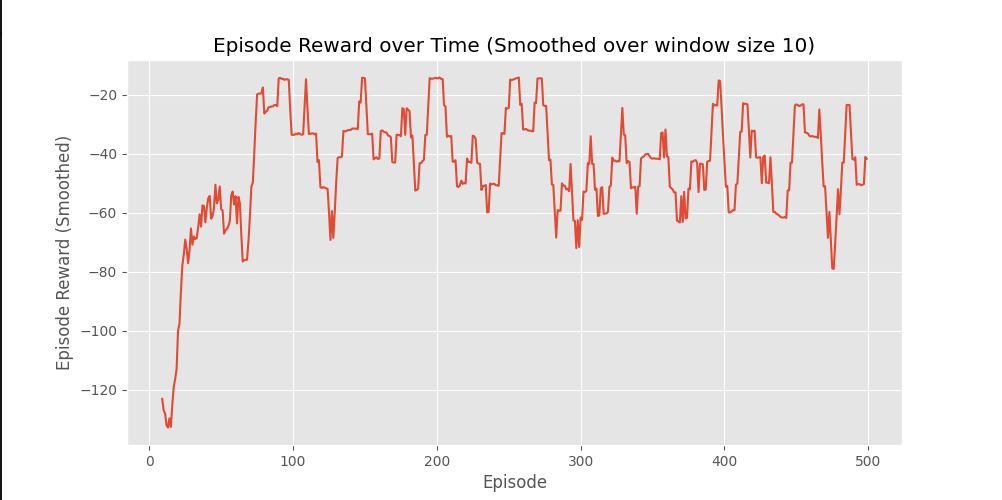 Episode Reward over Time (Smoothed over window size 10)
Episode Reward (Smoothed)
−20
−40
−60
−80
−100
−120
0 100 200 300 400 500
Episode